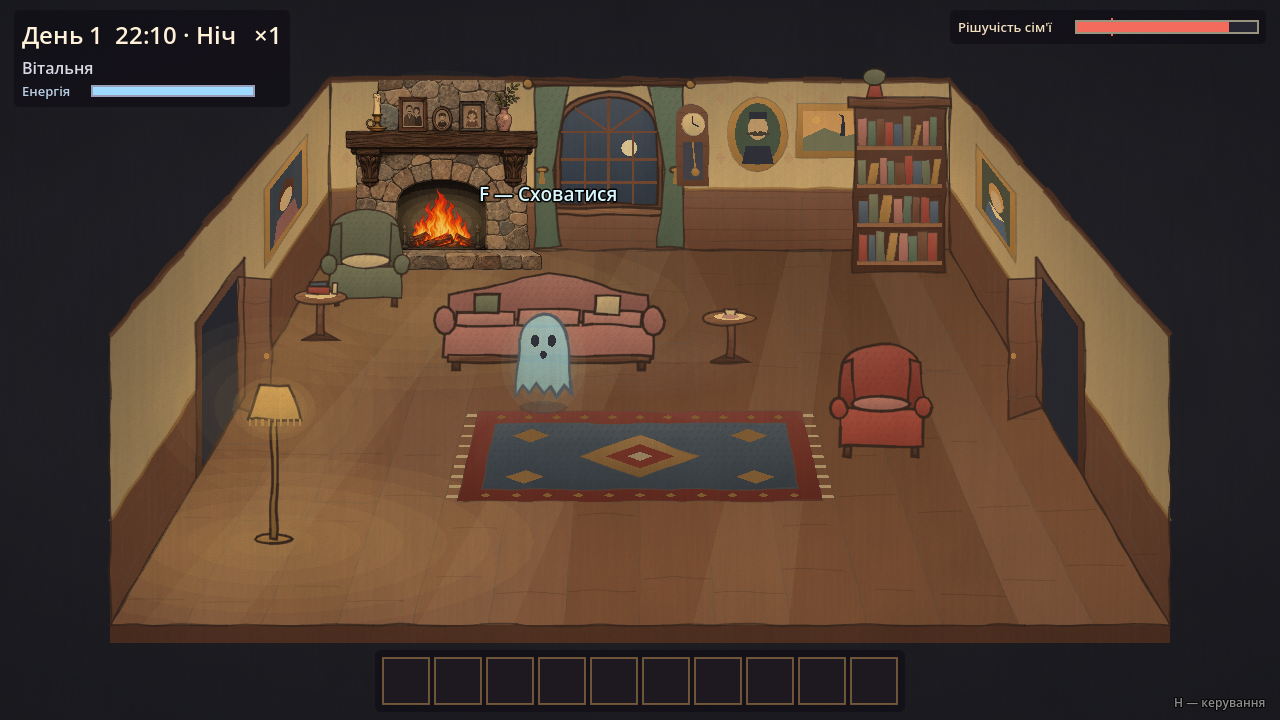 День 1 22:10 · Ніч ×1
Вітальня
Енергія
Рішучість сім'ї
F — Сховатися
H — керування